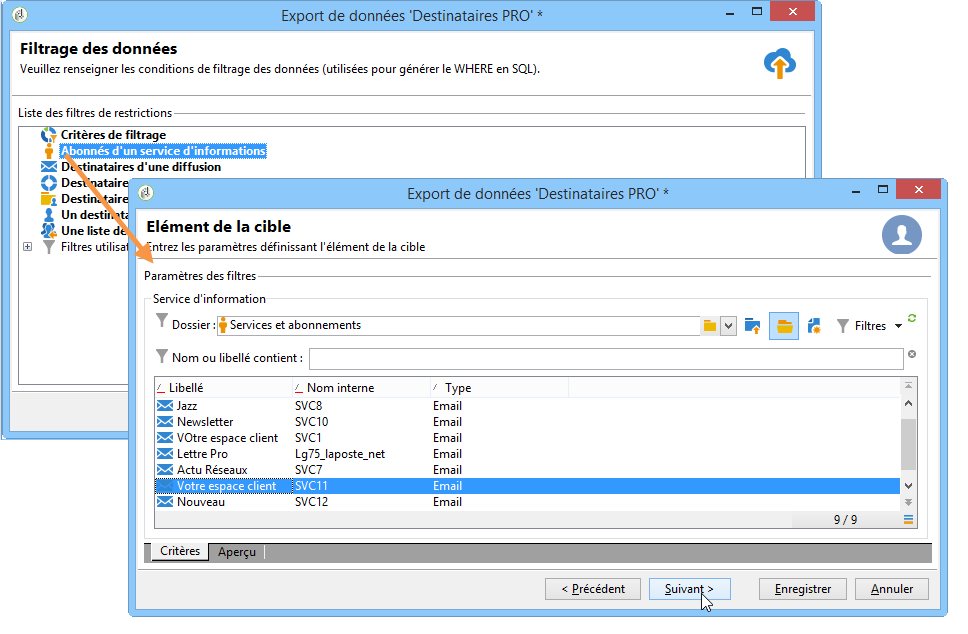 Export de données 'Destinataires PRO' *
Filtrage des données
Veuillez renseigner les conditions de filtrage des données (utilisées pour générer le WHERE en SQL).
Liste des filtres de restrictions
Critères de filtrage
Abonnés d'un service d'informations
Destinataires d'une diffusion
Destinataire
Destinataire
Un destinata
Une liste de
Filtres utilisat
Export de données 'Destinataires PRO' *
Elément de la cible
Entrez les paramètres définissant l'élément de la cible
Paramètres des filtres
Service d'information
Dossier : Services et abonnements
Filtres
Nom ou libellé contient :
Libellé Nom interne Type
Jazz SVC8 Email
Newsletter SVC10 Email
VOtre espace client SVC1 Email
Lettre Pro Lg75_laposte_net Email
Actu Réseaux SVC7 Email
Votre espace client SVC11 Email
Nouveau SVC12 Email
9 / 9
Critères Aperçu
< Précédent Suivant > Enregistrer Annuler